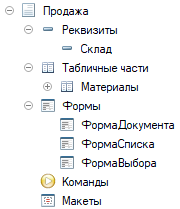 Продажа
Реквизиты
Склад
Табличные части
Материалы
Формы
ФормаДокумента
ФормаСписка
ФормаВыбора
Команды
Макеты